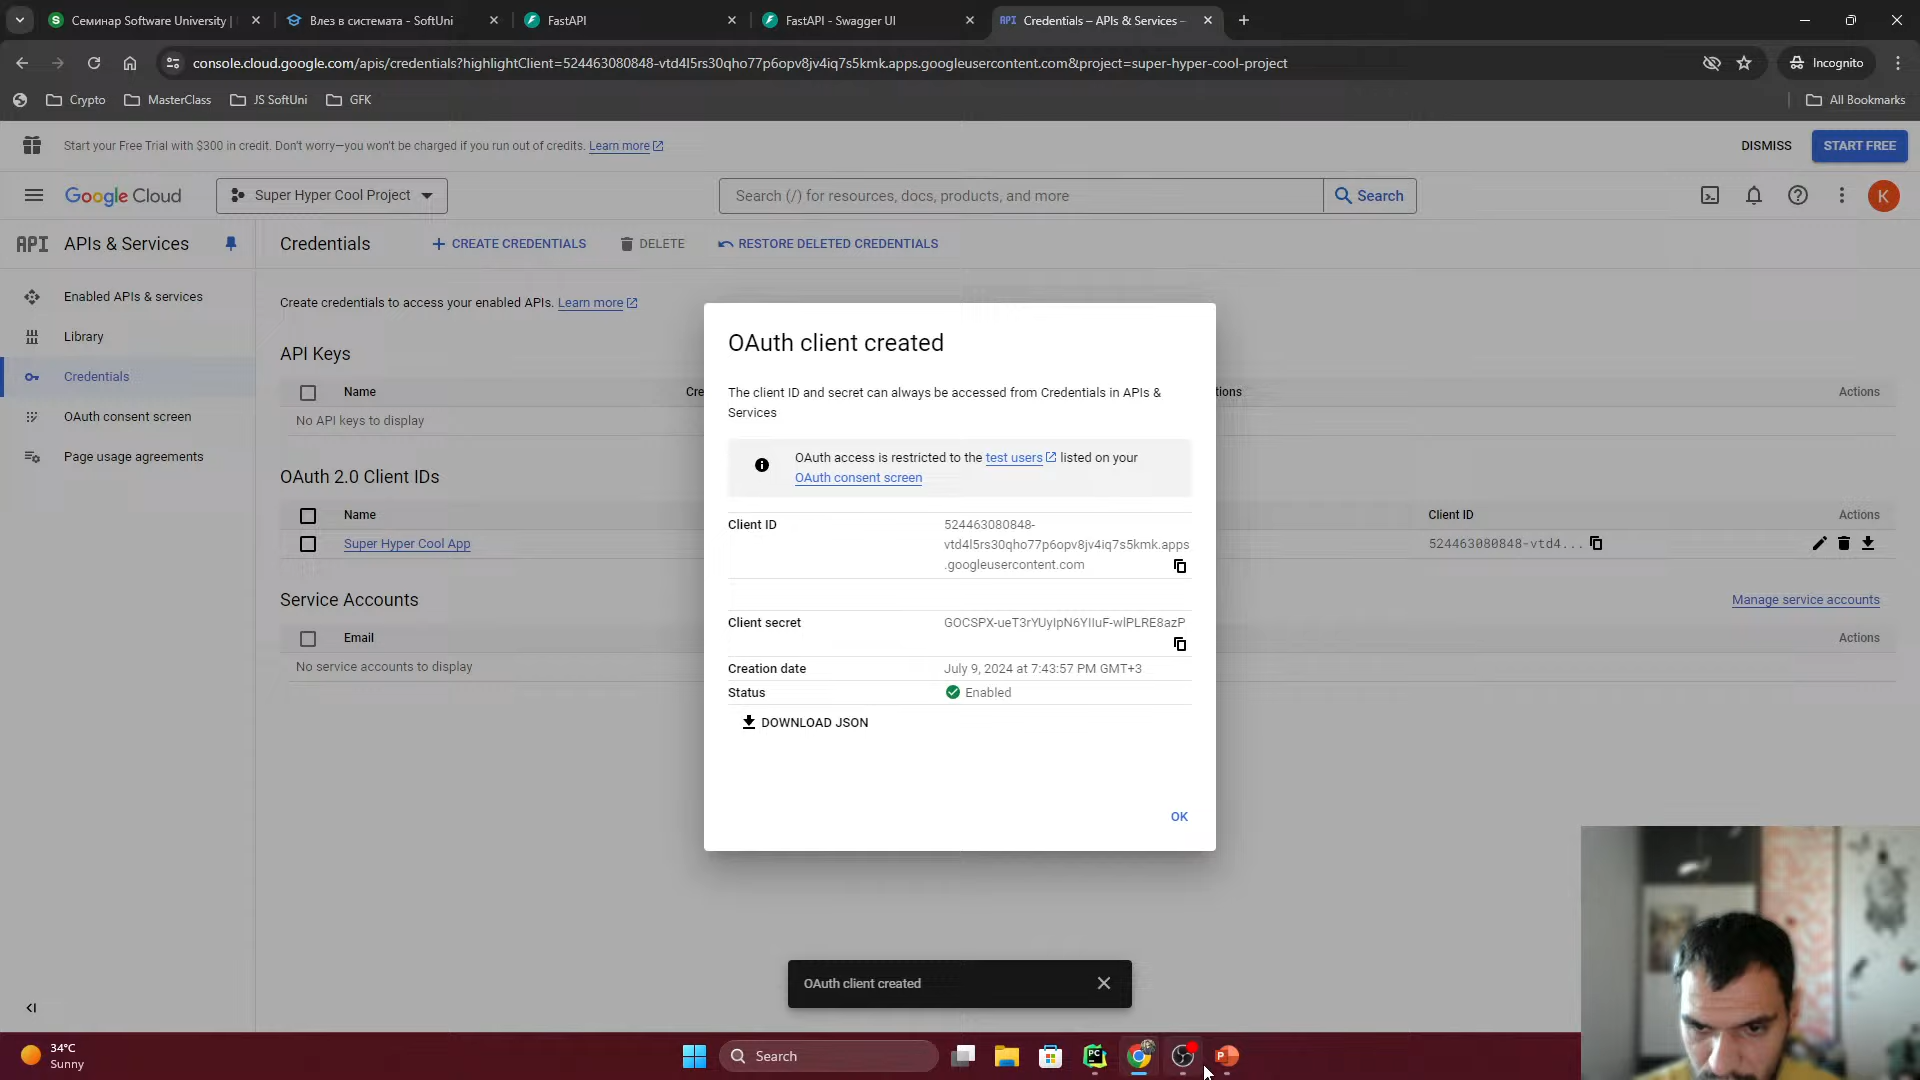 Семинар Software University |
Влез в системата - SoftUni
FastAPI
FastAPI - Swagger UI
API Credentials – APIs & Services –
console.cloud.google.com/apis/credentials?highlightClient=524463080848-vtd4l5rs30qho77p6opv8jv4iq7s5kmk.apps.googleusercontent.com&project=super-hyper-cool-project
Incognito
Crypto
MasterClass
JS SoftUni
GFK
All Bookmarks
Start your Free Trial with $300 in credit. Don't worry—you won't be charged if you run out of credits. Learn more
DISMISS
START FREE
Google Cloud
Super Hyper Cool Project
Search (/) for resources, docs, products, and more
Search
K
API APIs & Services
Credentials
CREATE CREDENTIALS
DELETE
RESTORE DELETED CREDENTIALS
Enabled APIs & services
Library
Credentials
OAuth consent screen
Page usage agreements
Create credentials to access your enabled APIs. Learn more
API Keys
Name
Cre
tions
Actions
No API keys to display
OAuth 2.0 Client IDs
Name
Client ID
Actions
Super Hyper Cool App
524463080848-vtd4...
Service Accounts
Manage service accounts
Email
Actions
No service accounts to display
OAuth client created
The client ID and secret can always be accessed from Credentials in APIs &
Services
OAuth access is restricted to the test users listed on your
OAuth consent screen
Client ID
524463080848-
vtd4l5rs30qho77p6opv8jv4iq7s5kmk.apps
.googleusercontent.com
Client secret
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
Creation date
July 9, 2024 at 7:43:57 PM GMT+3
Status
Enabled
DOWNLOAD JSON
OK
OAuth client created
34°C
Sunny
Search